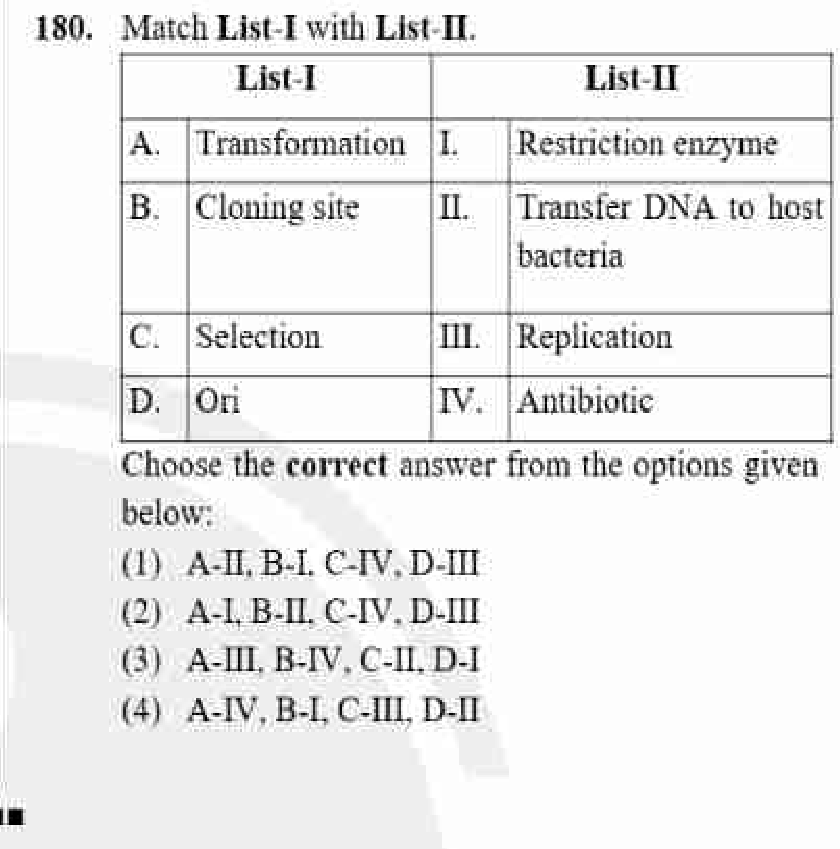 180. Match List-I with List-II.
List-I List-II
A. Transformation I. Restriction enzyme
B. Cloning site II. Transfer DNA to host
bacteria
C. Selection III. Replication
D. Ori IV. Antibiotic
Choose the correct answer from the options given
below:
(1) A-II, B-I, C-IV, D-III
(2) A-I, B-II, C-IV, D-III
(3) A-III, B-IV, C-II, D-I
(4) A-IV, B-I, C-III, D-II